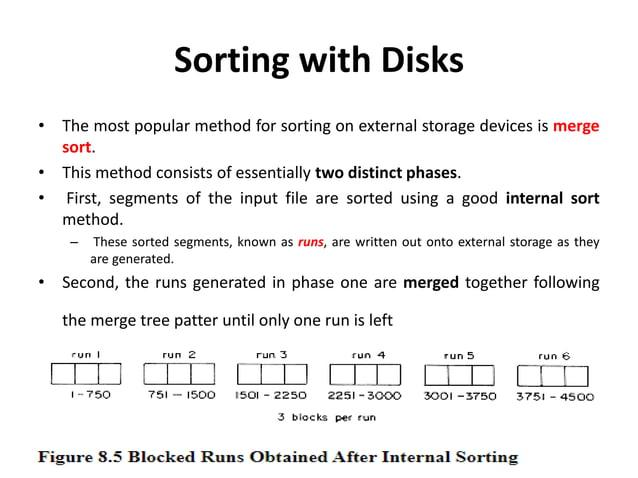 Sorting with Disks
• The most popular method for sorting on external storage devices is merge
sort.
• This method consists of essentially two distinct phases.
• First, segments of the input file are sorted using a good internal sort
method.
– These sorted segments, known as runs, are written out onto external storage as they
are generated.
• Second, the runs generated in phase one are merged together following
the merge tree patter until only one run is left
run 1 run 2 run 3 run 4 run 5 run 6
1-750 751-1500 1501-2250 2251-3000 3001-3750 3751-4500
3 blocks per run
Figure 8.5 Blocked Runs Obtained After Internal Sorting